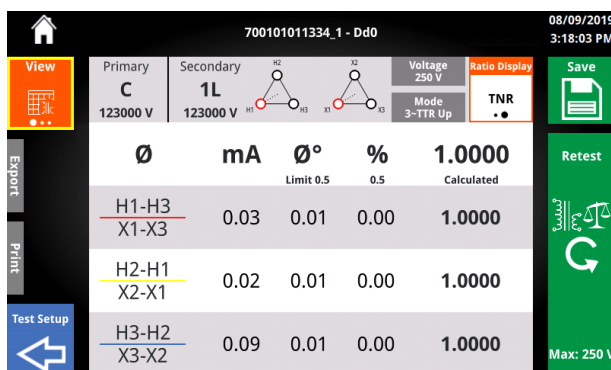 700101011334_1 - Dd0
08/09/2019
3:18:03 PM
View
Primary
C
123000 V
Secondary
1L
123000 V
H2
H1
H3
X2
X1
X3
Voltage
250 V
Mode
3~TTR Up
Ratio Display
TNR
Save
Export
Print
Test Setup
Ø mA Ø° % 1.0000
Limit 0.5 0.5 Calculated
H1-H3
X1-X3
0.03 0.01 0.00 1.0000
H2-H1
X2-X1
0.02 0.01 0.00 1.0000
H3-H2
X3-X2
0.09 0.01 0.00 1.0000
Retest
Max: 250 V